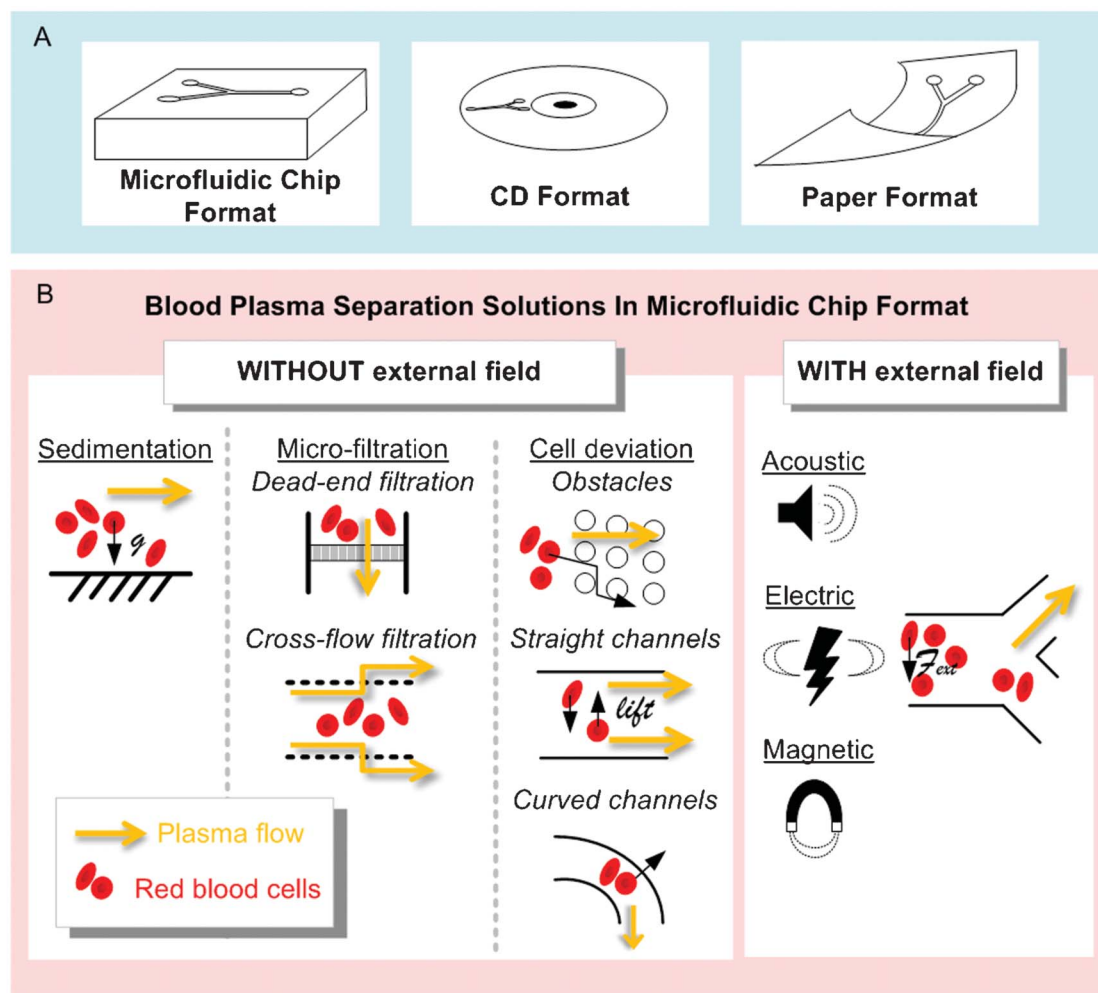 A
Microfluidic Chip
Format
CD Format
Paper Format
B
Blood Plasma Separation Solutions In Microfluidic Chip Format
WITHOUT external field
WITH external field
Sedimentation
g
Micro-filtration
Dead-end filtration
Cross-flow filtration
Cell deviation
Obstacles
Straight channels
lift
Curved channels
Acoustic
Electric
Fext
Magnetic
Plasma flow
Red blood cells